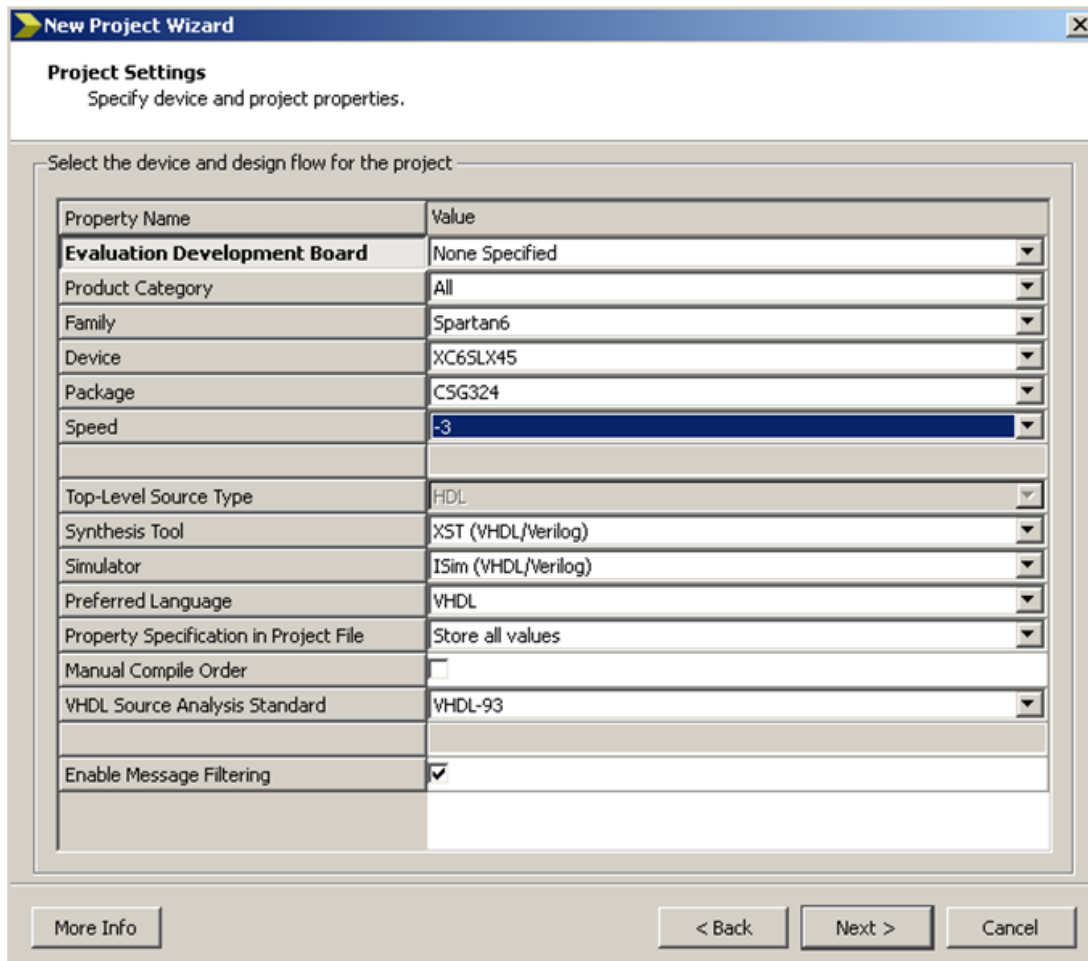 New Project Wizard
Project Settings
Specify device and project properties.
Select the device and design flow for the project
Property Name Value
Evaluation Development Board None Specified
Product Category All
Family Spartan6
Device XC6SLX45
Package CSG324
Speed -3
Top-Level Source Type HDL
Synthesis Tool XST (VHDL/Verilog)
Simulator ISim (VHDL/Verilog)
Preferred Language VHDL
Property Specification in Project File Store all values
Manual Compile Order
VHDL Source Analysis Standard VHDL-93
Enable Message Filtering
More Info < Back Next > Cancel